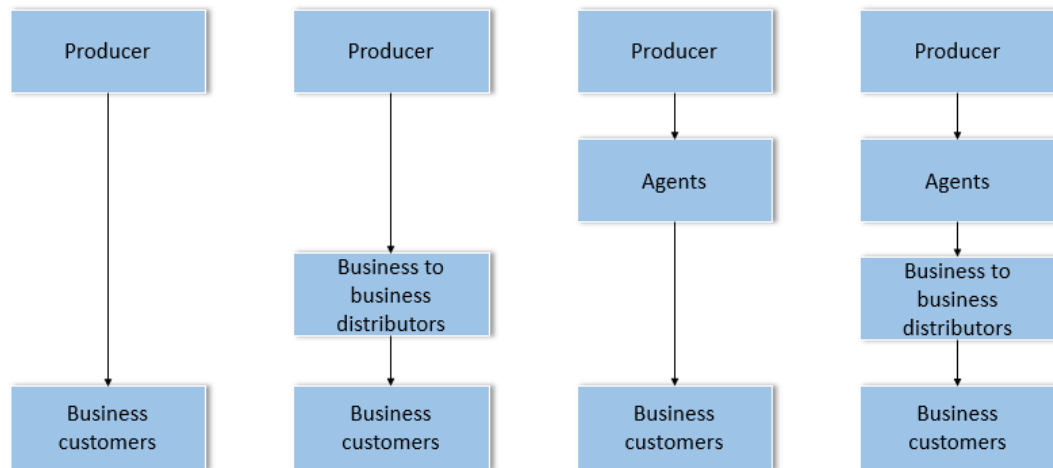 Producer
Producer
Producer
Producer
Agents
Agents
Business to
business
distributors
Business to
business
distributors
Business
customers
Business
customers
Business
customers
Business
customers